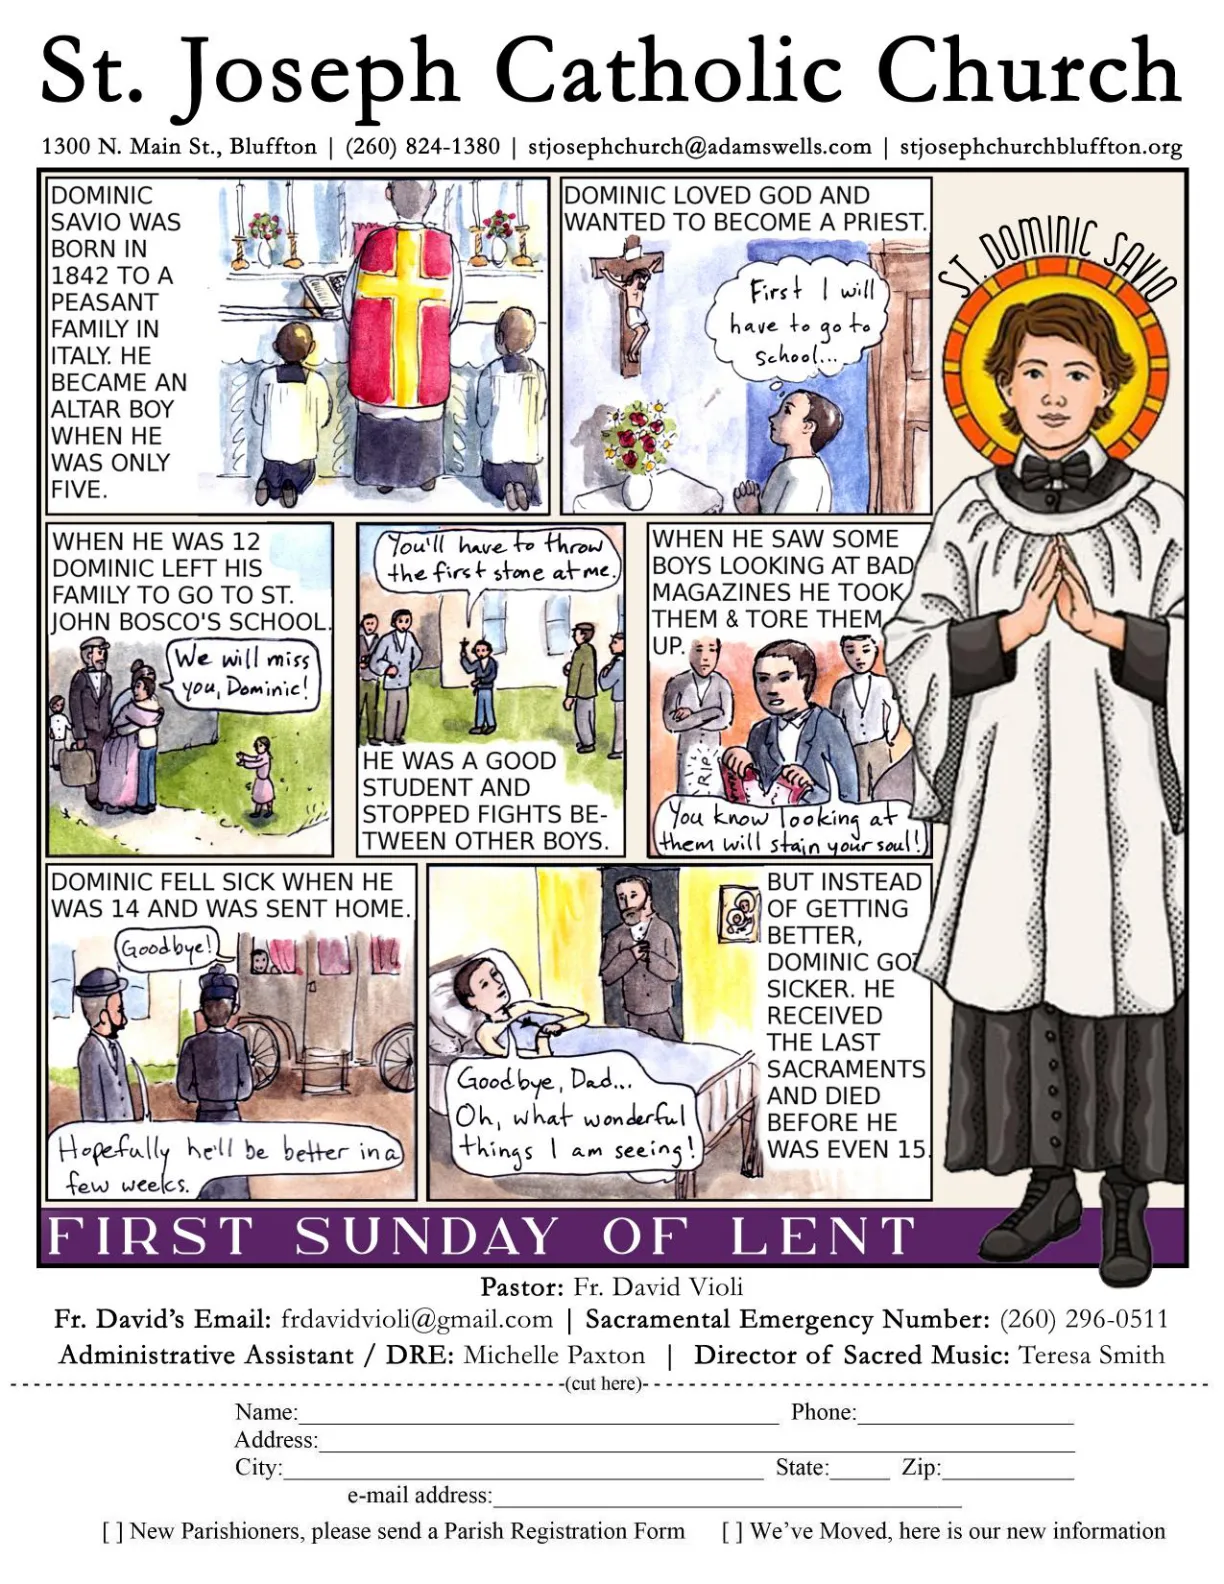 St. Joseph Catholic Church
1300 N. Main St., Bluffton | (260) 824-1380 | stjosephchurch@adamswells.com | stjosephchurchbluffton.org
DOMINIC
SAVIO WAS
BORN IN
1842 TO A
PEASANT
FAMILY IN
ITALY. HE
BECAME AN
ALTAR BOY
WHEN HE
WAS ONLY
FIVE.
DOMINIC LOVED GOD AND
WANTED TO BECOME A PRIEST.
First I will
have to go to
school...
ST. DOMINIC SAVIO
WHEN HE WAS 12
DOMINIC LEFT HIS
FAMILY TO GO TO ST.
JOHN BOSCO'S SCHOOL.
We will miss
you, Dominic!
You'll have to throw
the first stone at me.
HE WAS A GOOD
STUDENT AND
STOPPED FIGHTS BE-
TWEEN OTHER BOYS.
WHEN HE SAW SOME
BOYS LOOKING AT BAD
MAGAZINES HE TOOK
THEM & TORE THEM
UP.
RIP
You know looking at
them will stain your soul!
DOMINIC FELL SICK WHEN HE
WAS 14 AND WAS SENT HOME.
Goodbye!
Hopefully he'll be better in a
few weeks.
Goodbye, Dad...
Oh, what wonderful
things I am seeing!
BUT INSTEAD
OF GETTING
BETTER,
DOMINIC GOT
SICKER. HE
RECEIVED
THE LAST
SACRAMENTS
AND DIED
BEFORE HE
WAS EVEN 15.
FIRST SUNDAY OF LENT
Pastor: Fr. David Violi
Fr. David's Email: frdavidvioli@gmail.com | Sacramental Emergency Number: (260) 296-0511
Administrative Assistant / DRE: Michelle Paxton | Director of Sacred Music: Teresa Smith
(cut here)
Name: Phone:
Address:
City: State: Zip:
e-mail address:
[ ] New Parishioners, please send a Parish Registration Form [ ] We've Moved, here is our new information